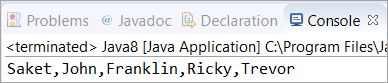 Problems @ Javadoc Declaration Console
<terminated> Java8 [Java Application] C:\Program Files\Ja
Saket,John,Franklin,Ricky,Trevor